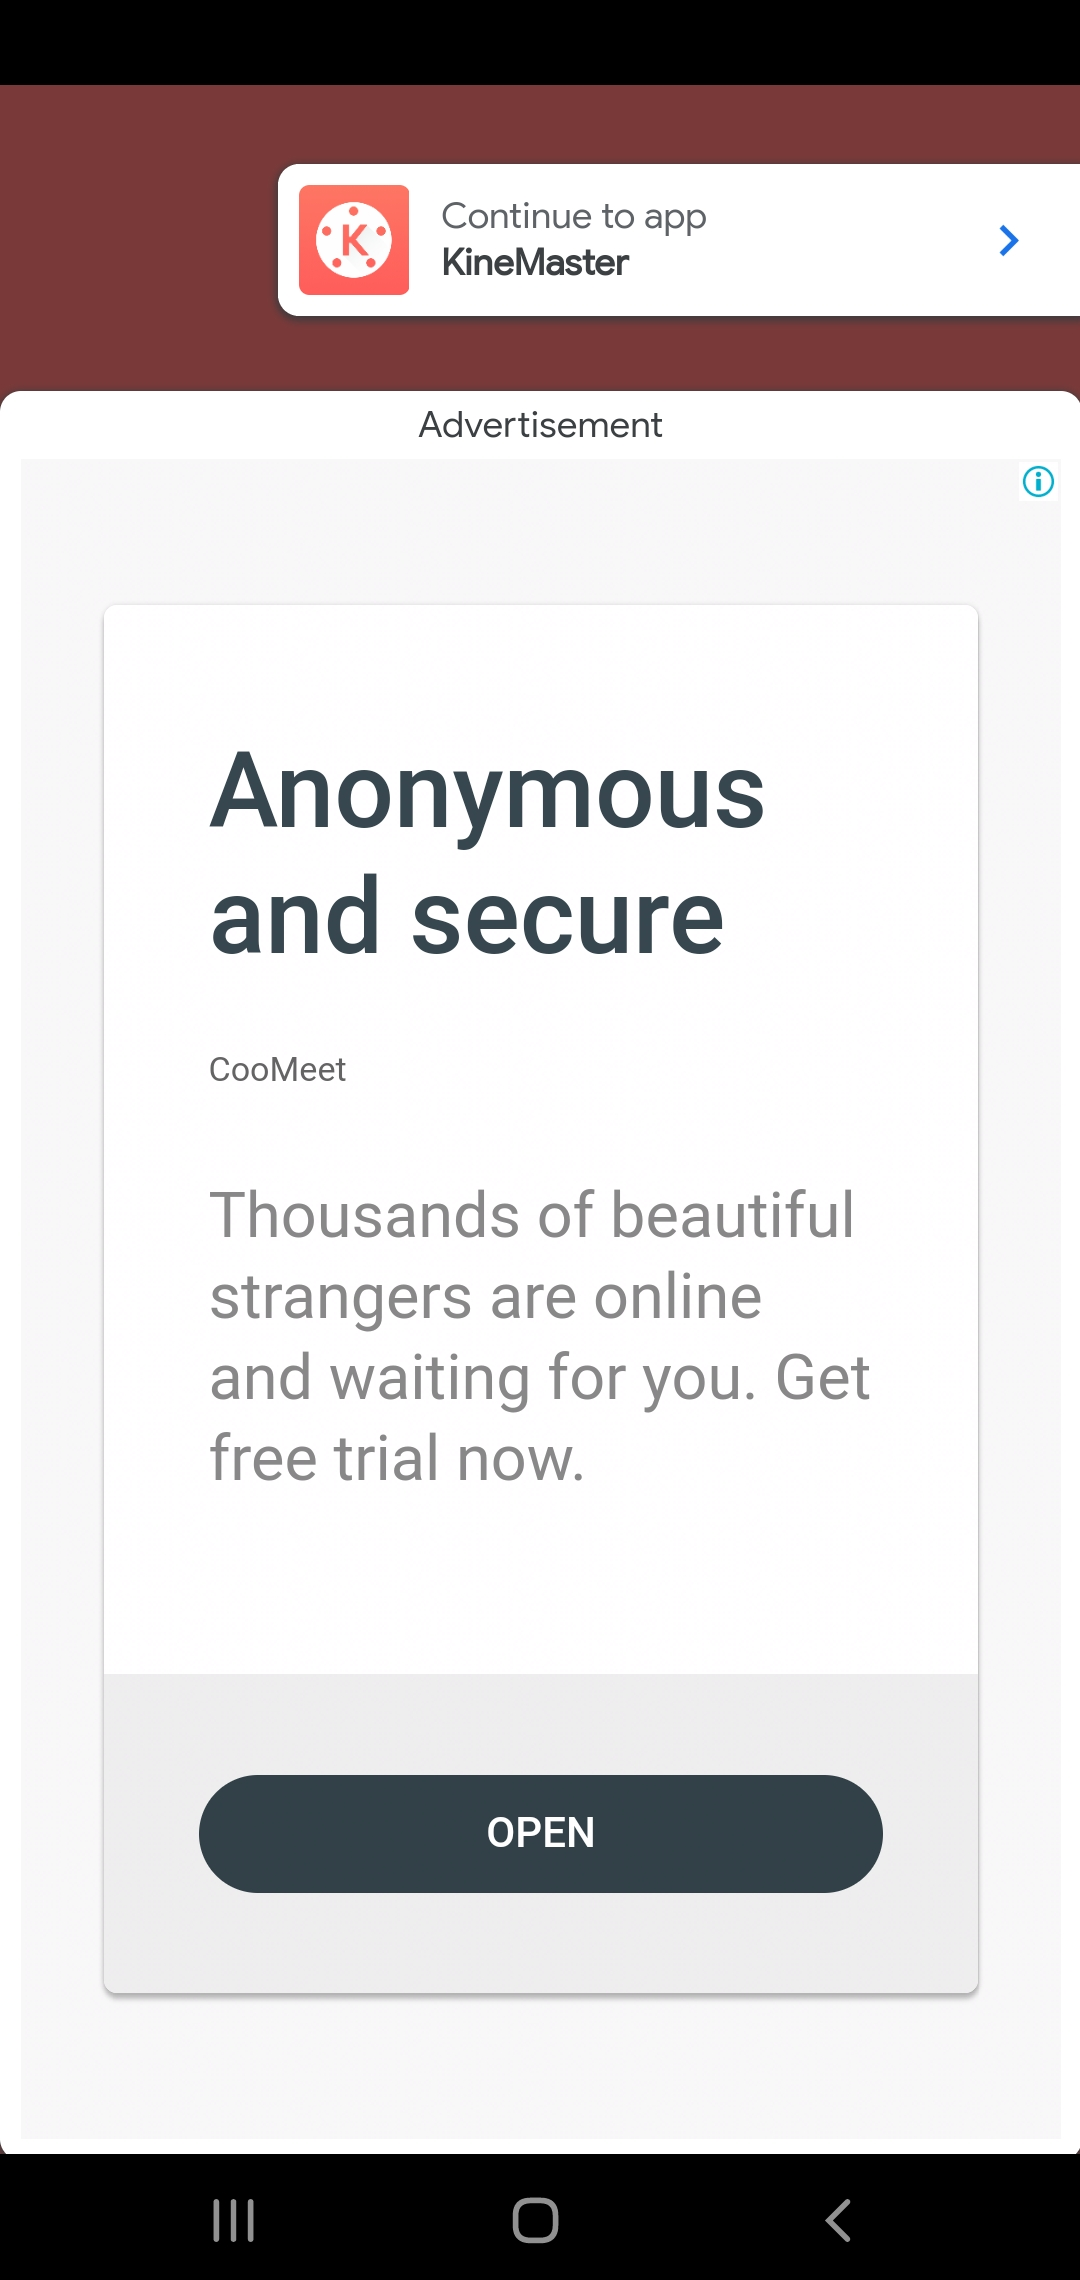 K
Continue to app
KineMaster
Advertisement
Anonymous
and secure
CooMeet
Thousands of beautiful
strangers are online
and waiting for you. Get
free trial now.
OPEN